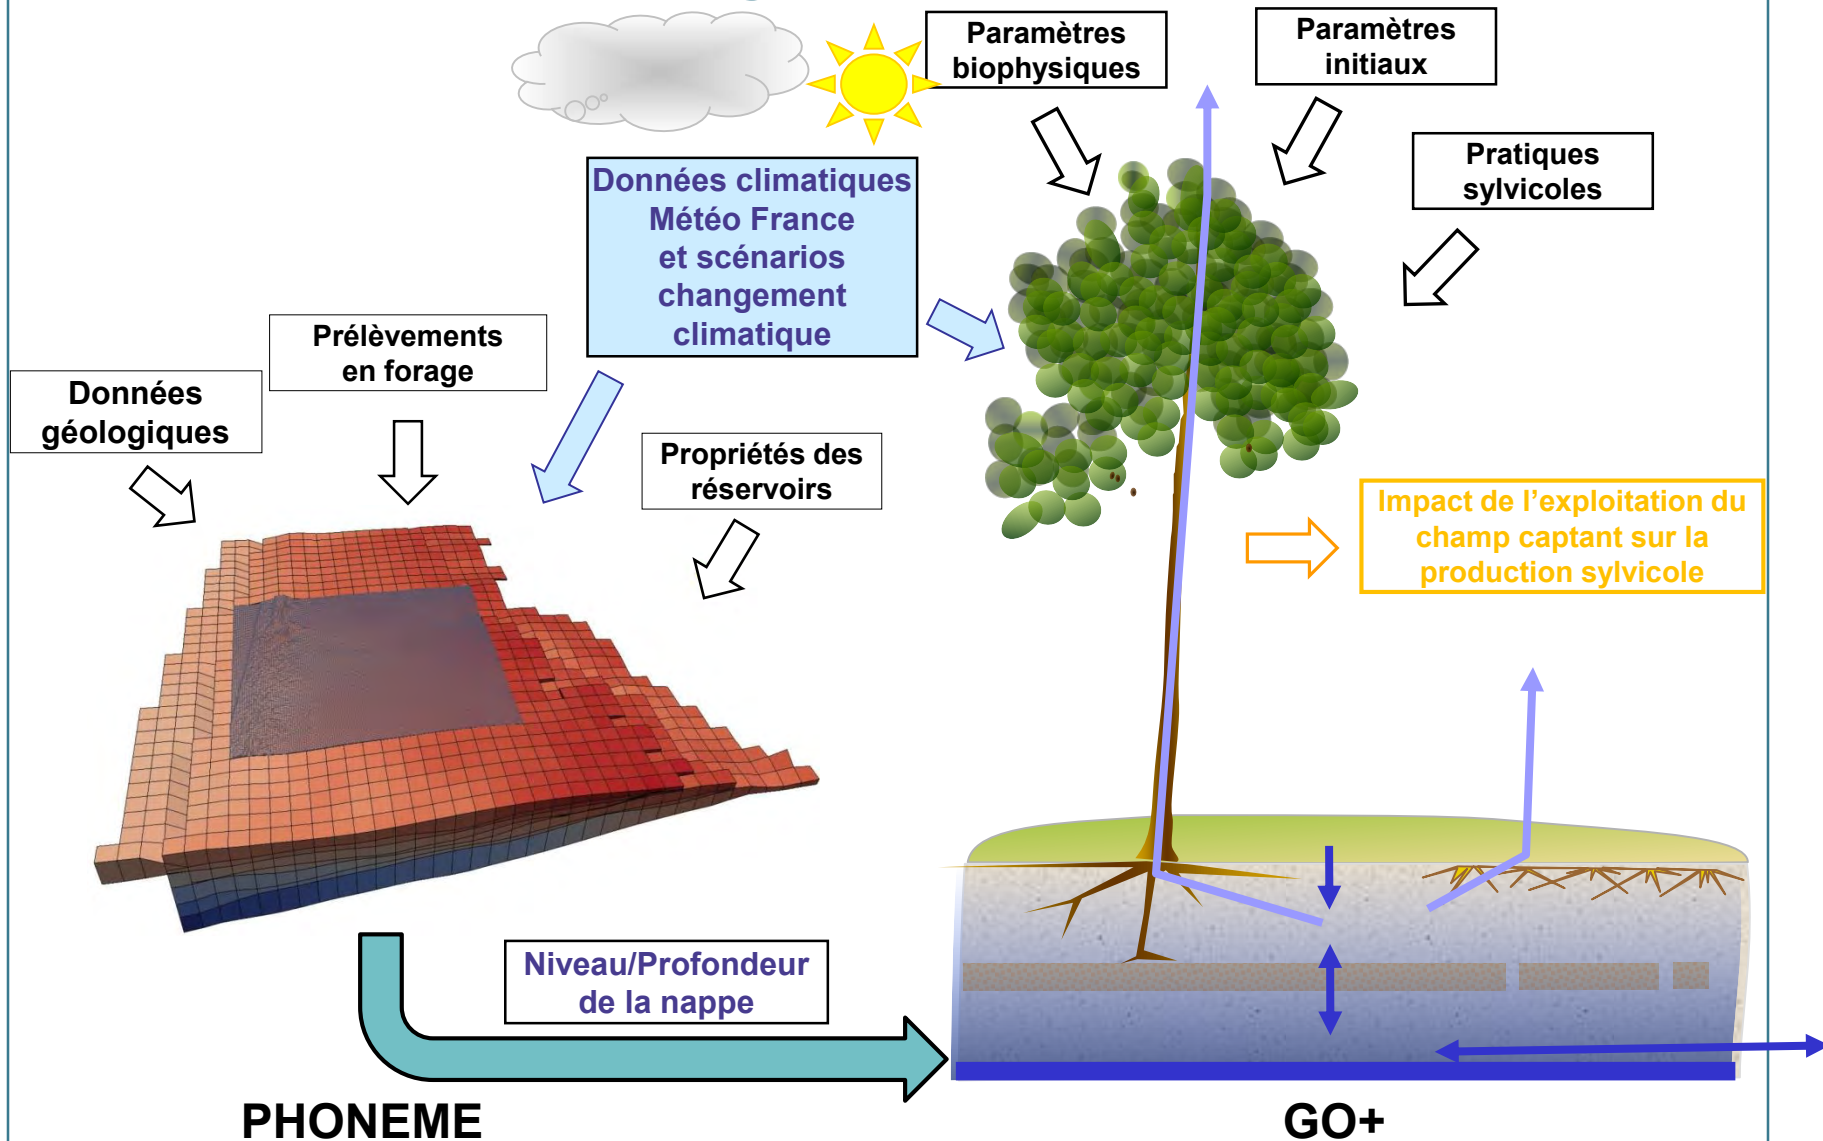 Paramètres
biophysiques
Paramètres
initiaux
Pratiques
sylvicoles
Données climatiques
Météo France
et scénarios
changement
climatique
Prélèvements
en forage
Données
géologiques
Propriétés des
réservoirs
Impact de l’exploitation du
champ captant sur la
production sylvicole
Niveau/Profondeur
de la nappe
PHONEME
GO+